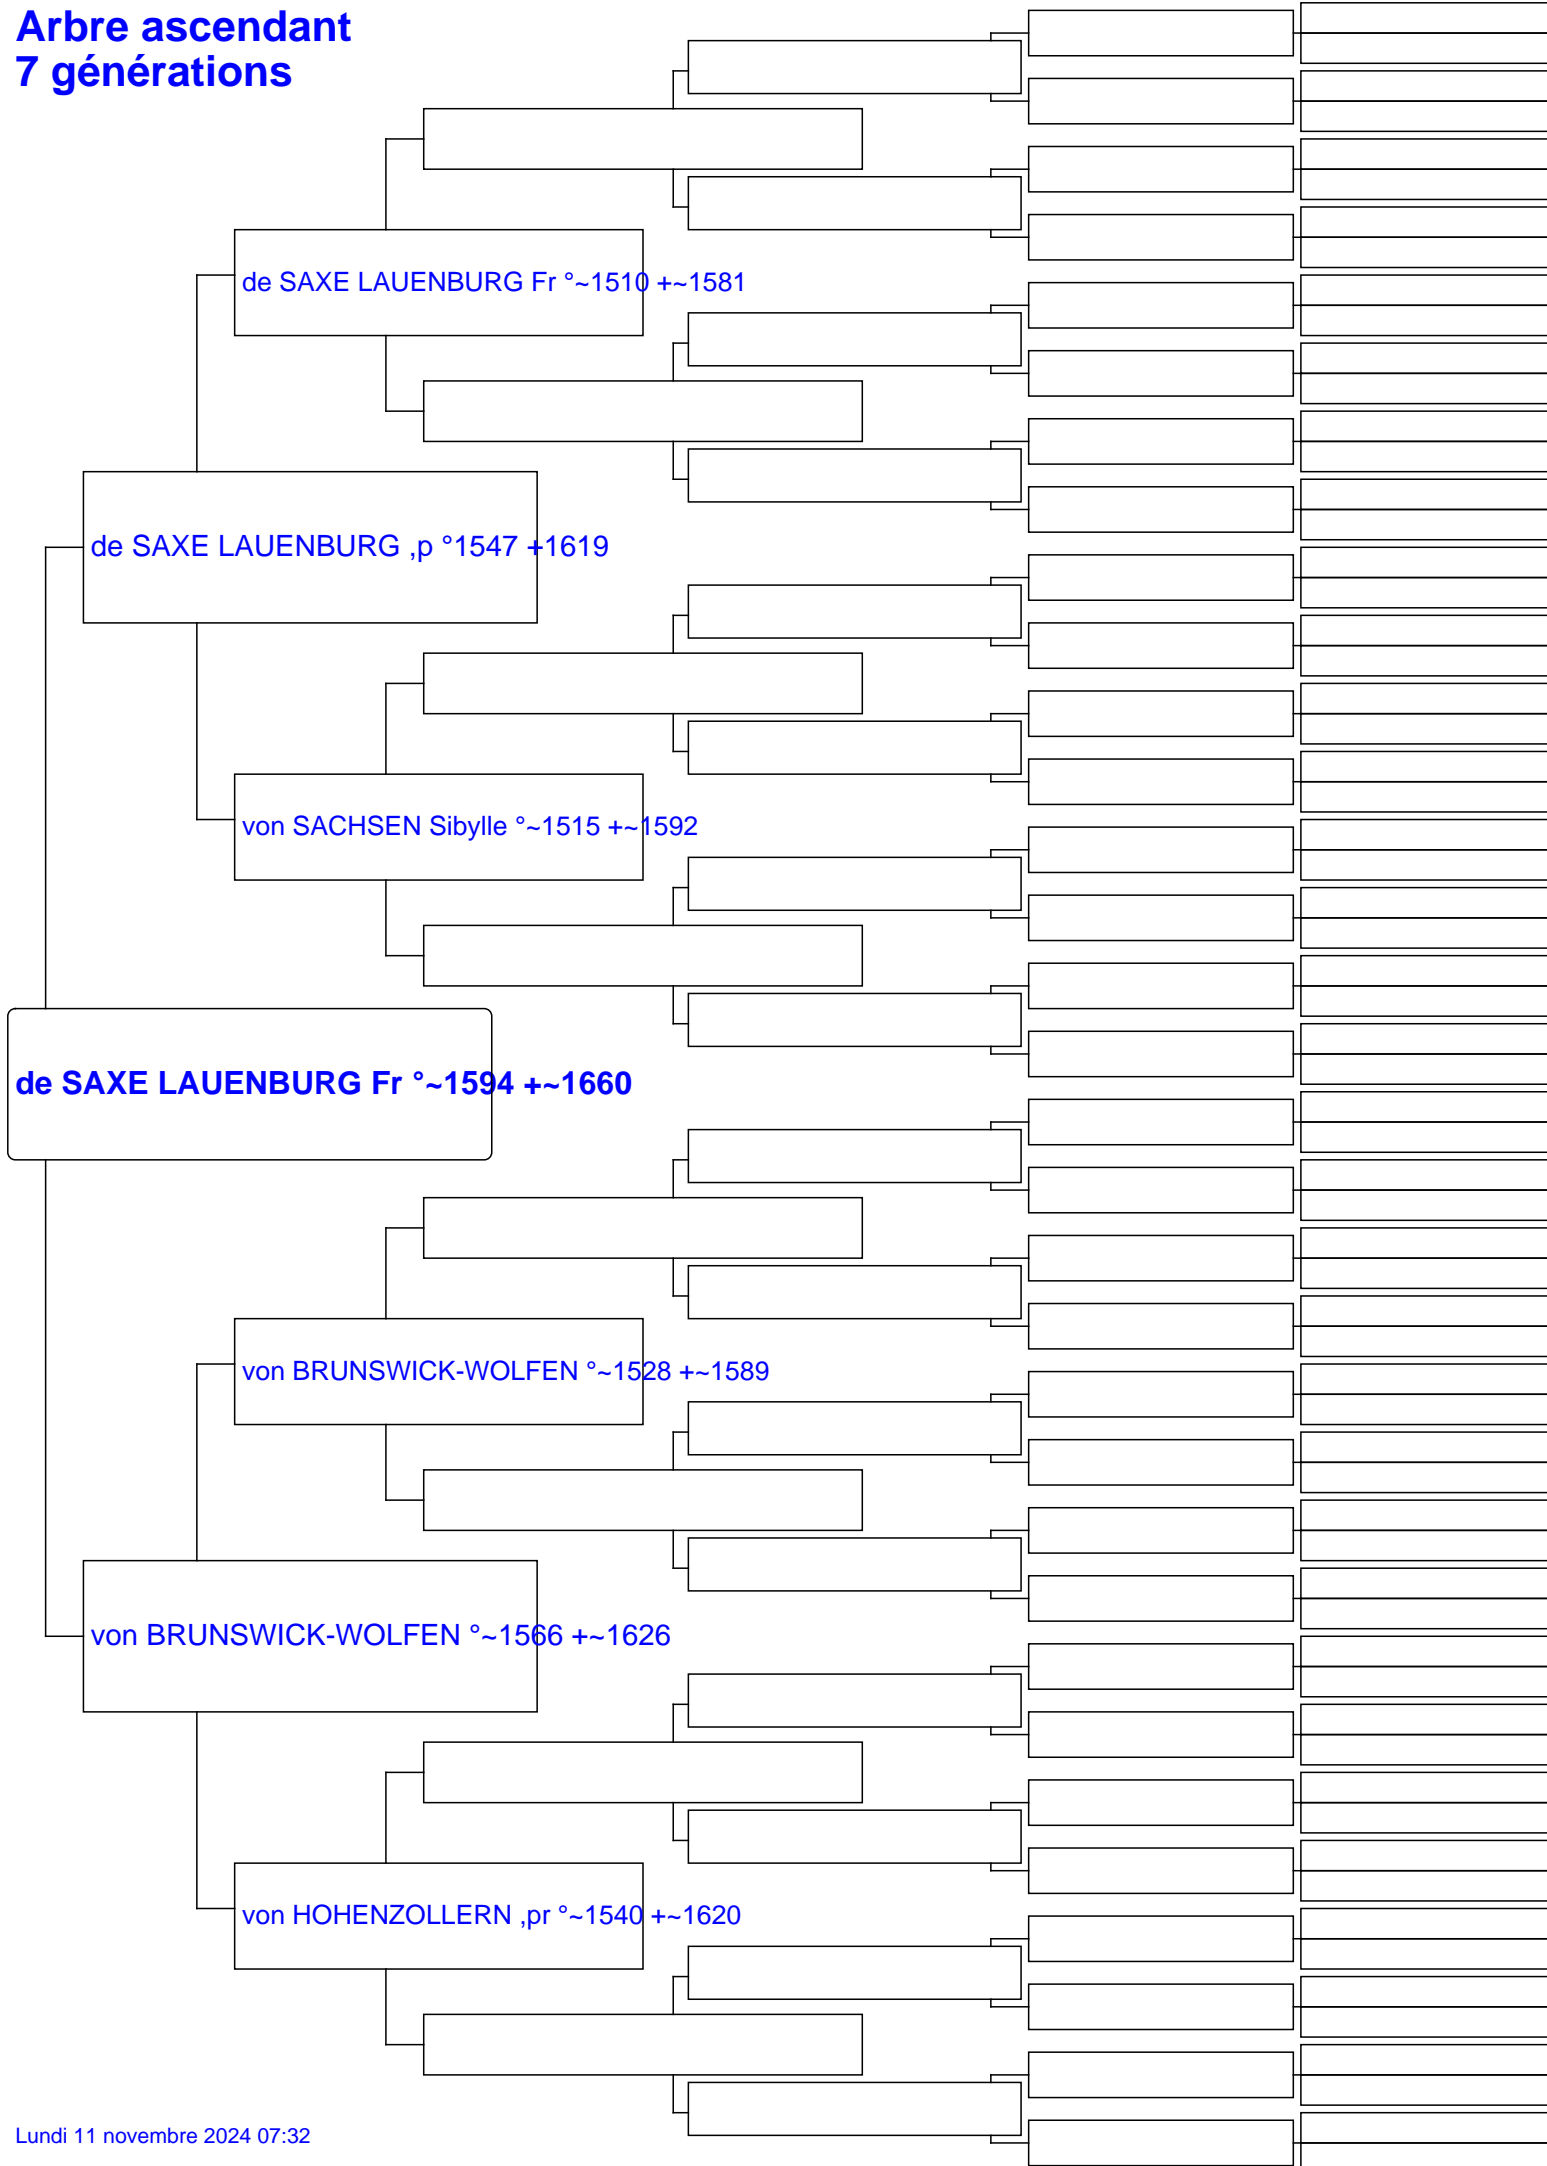 Arbre ascendant
7 générations
de SAXE LAUENBURG Fr °~1510 +~1581
de SAXE LAUENBURG ,p °1547 +1619
von SACHSEN Sibylle °~1515 +~1592
de SAXE LAUENBURG Fr °~1594 +~1660
von BRUNSWICK-WOLFEN °~1528 +~1589
von BRUNSWICK-WOLFEN °~1566 +~1626
von HOHENZOLLERN ,pr °~1540 +~1620
Lundi 11 novembre 2024 07:32